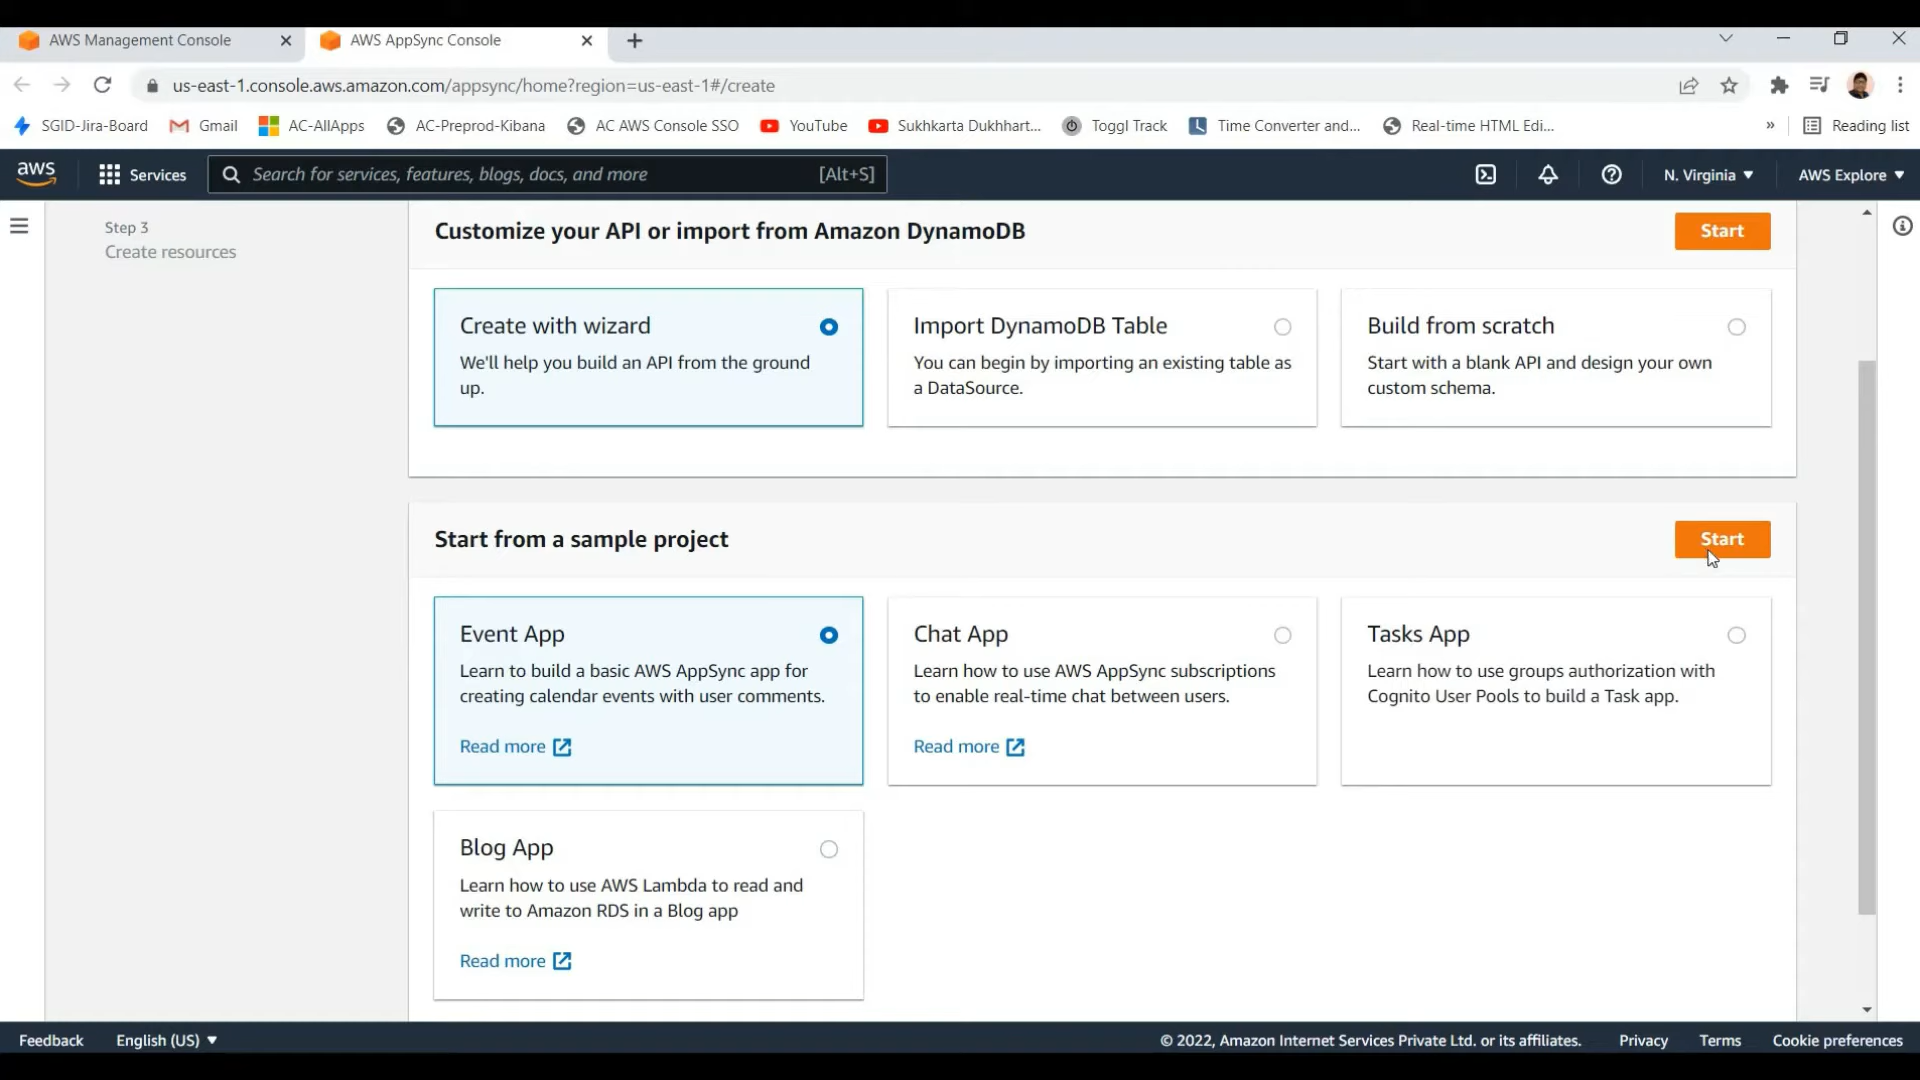 AWS Management Console
AWS AppSync Console
us-east-1.console.aws.amazon.com/appsync/home?region=us-east-1#/create
SGID-Jira-Board
Gmail
AC-AllApps
AC-Preprod-Kibana
AC AWS Console SSO
YouTube
Sukhkarta Dukhhart...
Toggl Track
Time Converter and...
Real-time HTML Edi...
»
Reading list
aws
Services
Search for services, features, blogs, docs, and more
[Alt+S]
N. Virginia
AWS Explore
Step 3
Create resources
Customize your API or import from Amazon DynamoDB
Start
Create with wizard
We'll help you build an API from the ground
up.
Import DynamoDB Table
You can begin by importing an existing table as
a DataSource.
Build from scratch
Start with a blank API and design your own
custom schema.
Start from a sample project
Start
Event App
Learn to build a basic AWS AppSync app for
creating calendar events with user comments.
Read more
Chat App
Learn how to use AWS AppSync subscriptions
to enable real-time chat between users.
Read more
Tasks App
Learn how to use groups authorization with
Cognito User Pools to build a Task app.
Blog App
Learn how to use AWS Lambda to read and
write to Amazon RDS in a Blog app
Read more
Feedback
English (US)
© 2022, Amazon Internet Services Private Ltd. or its affiliates.
Privacy
Terms
Cookie preferences